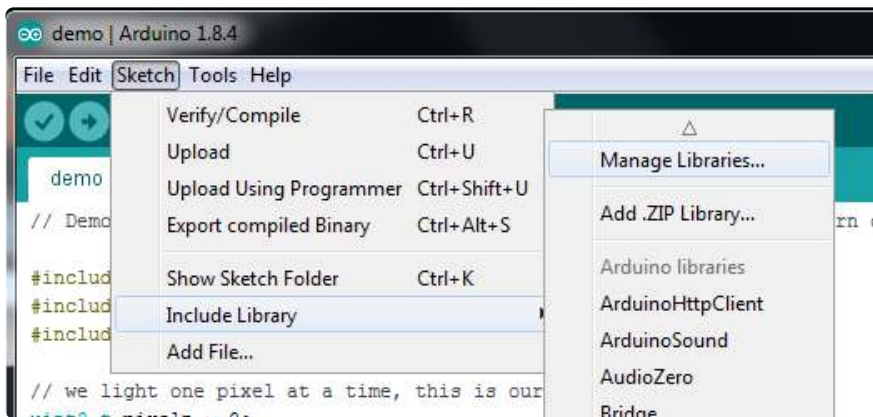 demo | Arduino 1.8.4
File Edit Sketch Tools Help
Verify/Compile Ctrl+R
Upload Ctrl+U
Upload Using Programmer Ctrl+Shift+U
Export compiled Binary Ctrl+Alt+S
Show Sketch Folder Ctrl+K
Include Library
Add File...
Manage Libraries...
Add .ZIP Library...
Arduino libraries
ArduinoHttpClient
ArduinoSound
AudioZero
Bridge
demo
// Demo
#includ
#includ
#includ
// we light one pixel at a time, this is our